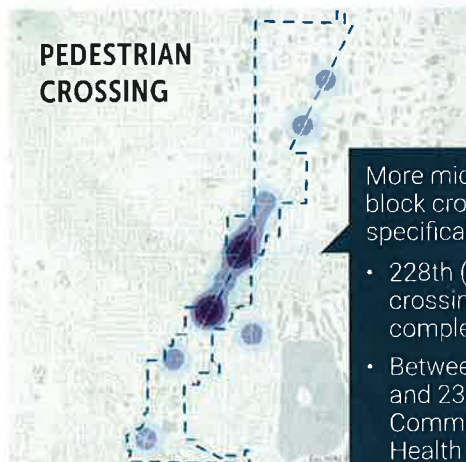 PEDESTRIAN
CROSSING
More mid
block cro
specifica
• 228th (
crossin
comple
• Betwee
and 23
Comm
Health